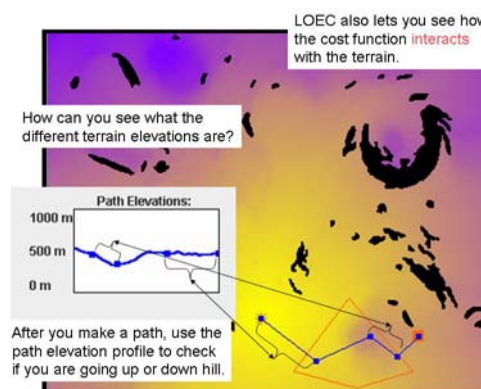 LOEC also lets you see how
the cost function interacts
with the terrain.
How can you see what the
different terrain elevations are?
Path Elevations:
1000 m
500 m
0 m
After you make a path, use the
path elevation profile to check
if you are going up or down hill.